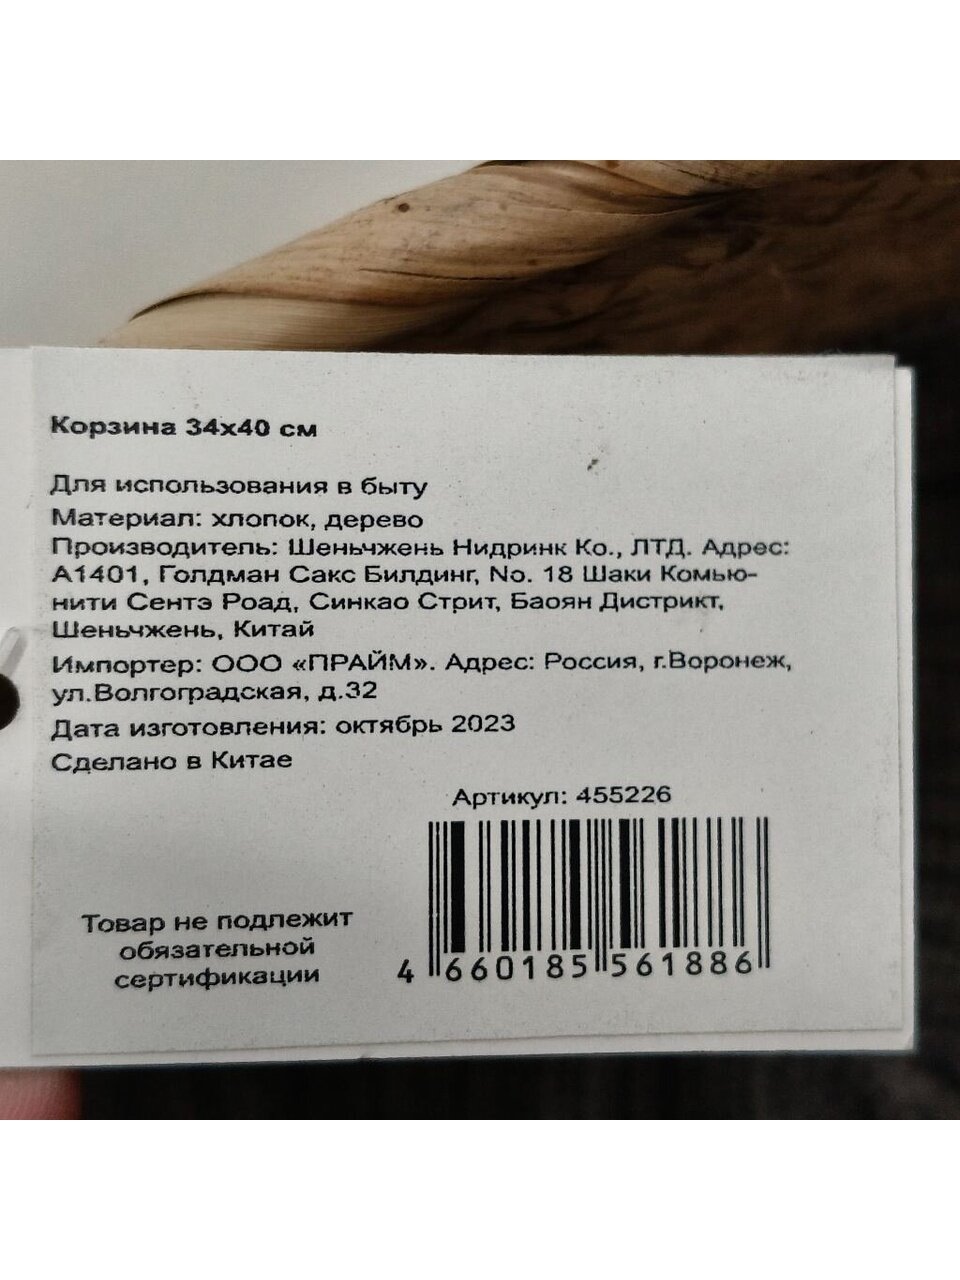 Корзина 34х40 см
Для использования в быту
Материал: хлопок, дерево
Производитель: Шеньчжень Нидринк Ко., ЛТД. Адрес:
А1401, Голдман Сакс Билдинг, No. 18 Шаки Комью-
нити Сентэ Роад, Синкао Стрит, Баоян Дистрикт,
Шеньчжень, Китай
Импортер: ООО «ПРАЙМ». Адрес: Россия, г.Воронеж,
ул.Волгоградская, д.32
Дата изготовления: октябрь 2023
Сделано в Китае
Артикул: 455226
Товар не подлежит
обязательной
сертификации
4 660185 561886